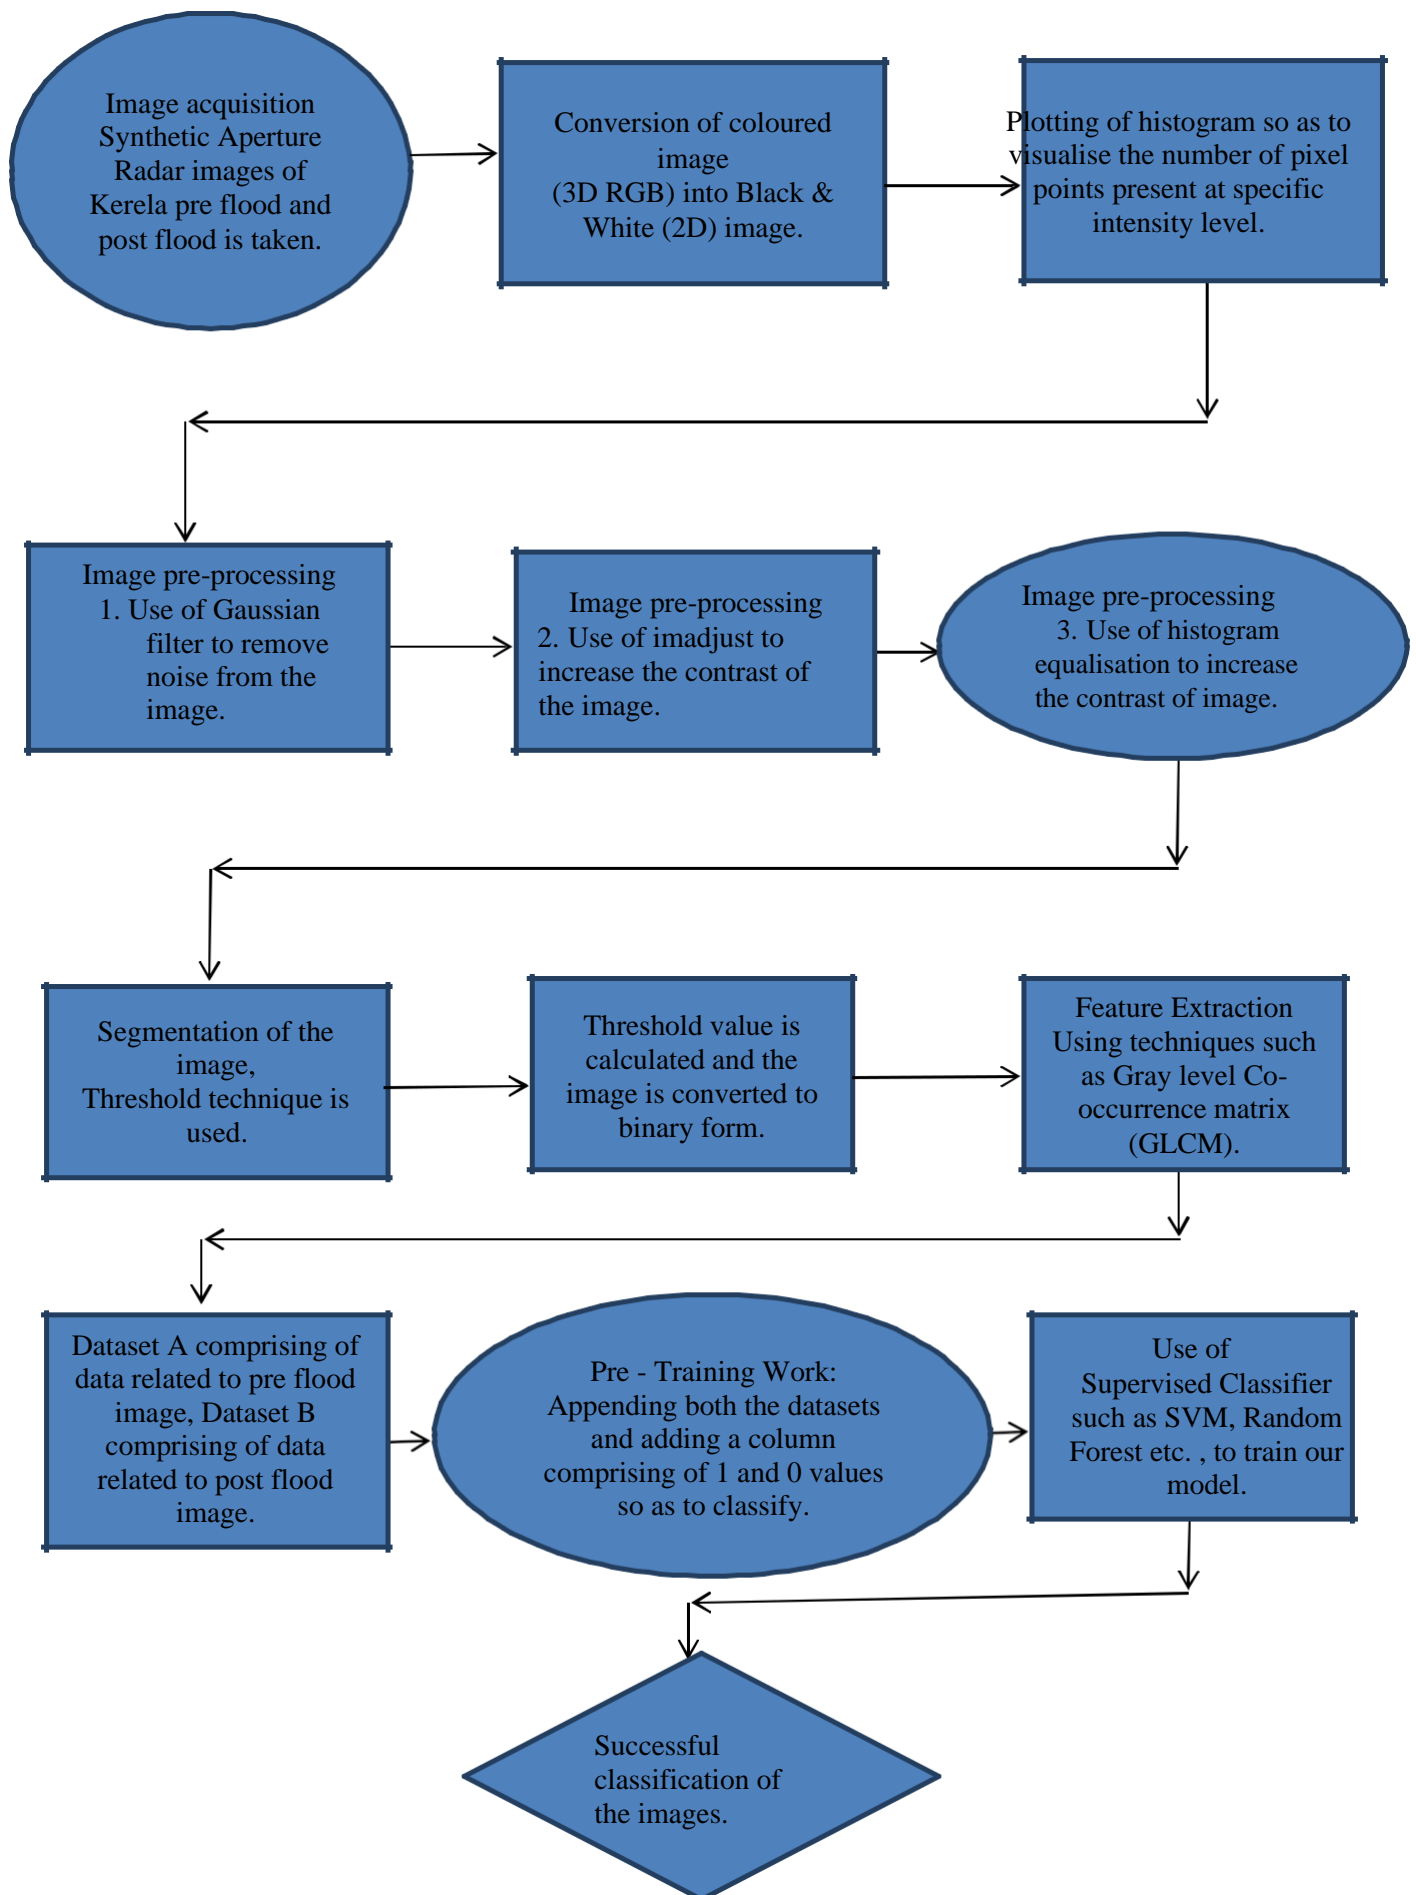 Image acquisition
Synthetic Aperture
Radar images of
Kerela pre flood and
post flood is taken.
Conversion of coloured
image
(3D RGB) into Black &
White (2D) image.
Plotting of histogram so as to
visualise the number of pixel
points present at specific
intensity level.
Image pre-processing
1. Use of Gaussian
filter to remove
noise from the
image.
Image pre-processing
2. Use of imadjust to
increase the contrast of
the image.
Image pre-processing
3. Use of histogram
equalisation to increase
the contrast of image.
Segmentation of the
image,
Threshold technique is
used.
Threshold value is
calculated and the
image is converted to
binary form.
Feature Extraction
Using techniques such
as Gray level Co-
occurrence matrix
(GLCM).
Dataset A comprising of
data related to pre flood
image, Dataset B
comprising of data
related to post flood
image.
Pre - Training Work:
Appending both the datasets
and adding a column
comprising of 1 and 0 values
so as to classify.
Use of
Supervised Classifier
such as SVM, Random
Forest etc. , to train our
model.
Successful
classification of
the images.